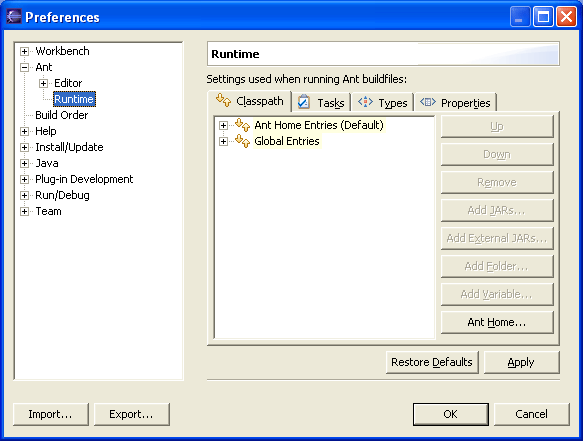 Preferences
Workbench
Ant
Editor
Runtime
Build Order
Help
Install/Update
Java
Plug-in Development
Run/Debug
Team
Runtime
Settings used when running Ant buildfiles:
Classpath Tasks Types Properties
Ant Home Entries (Default)
Global Entries
Up
Down
Remove
Add JARs...
Add External JARs...
Add Folder...
Add Variable...
Ant Home...
Restore Defaults Apply
Import... Export... OK Cancel